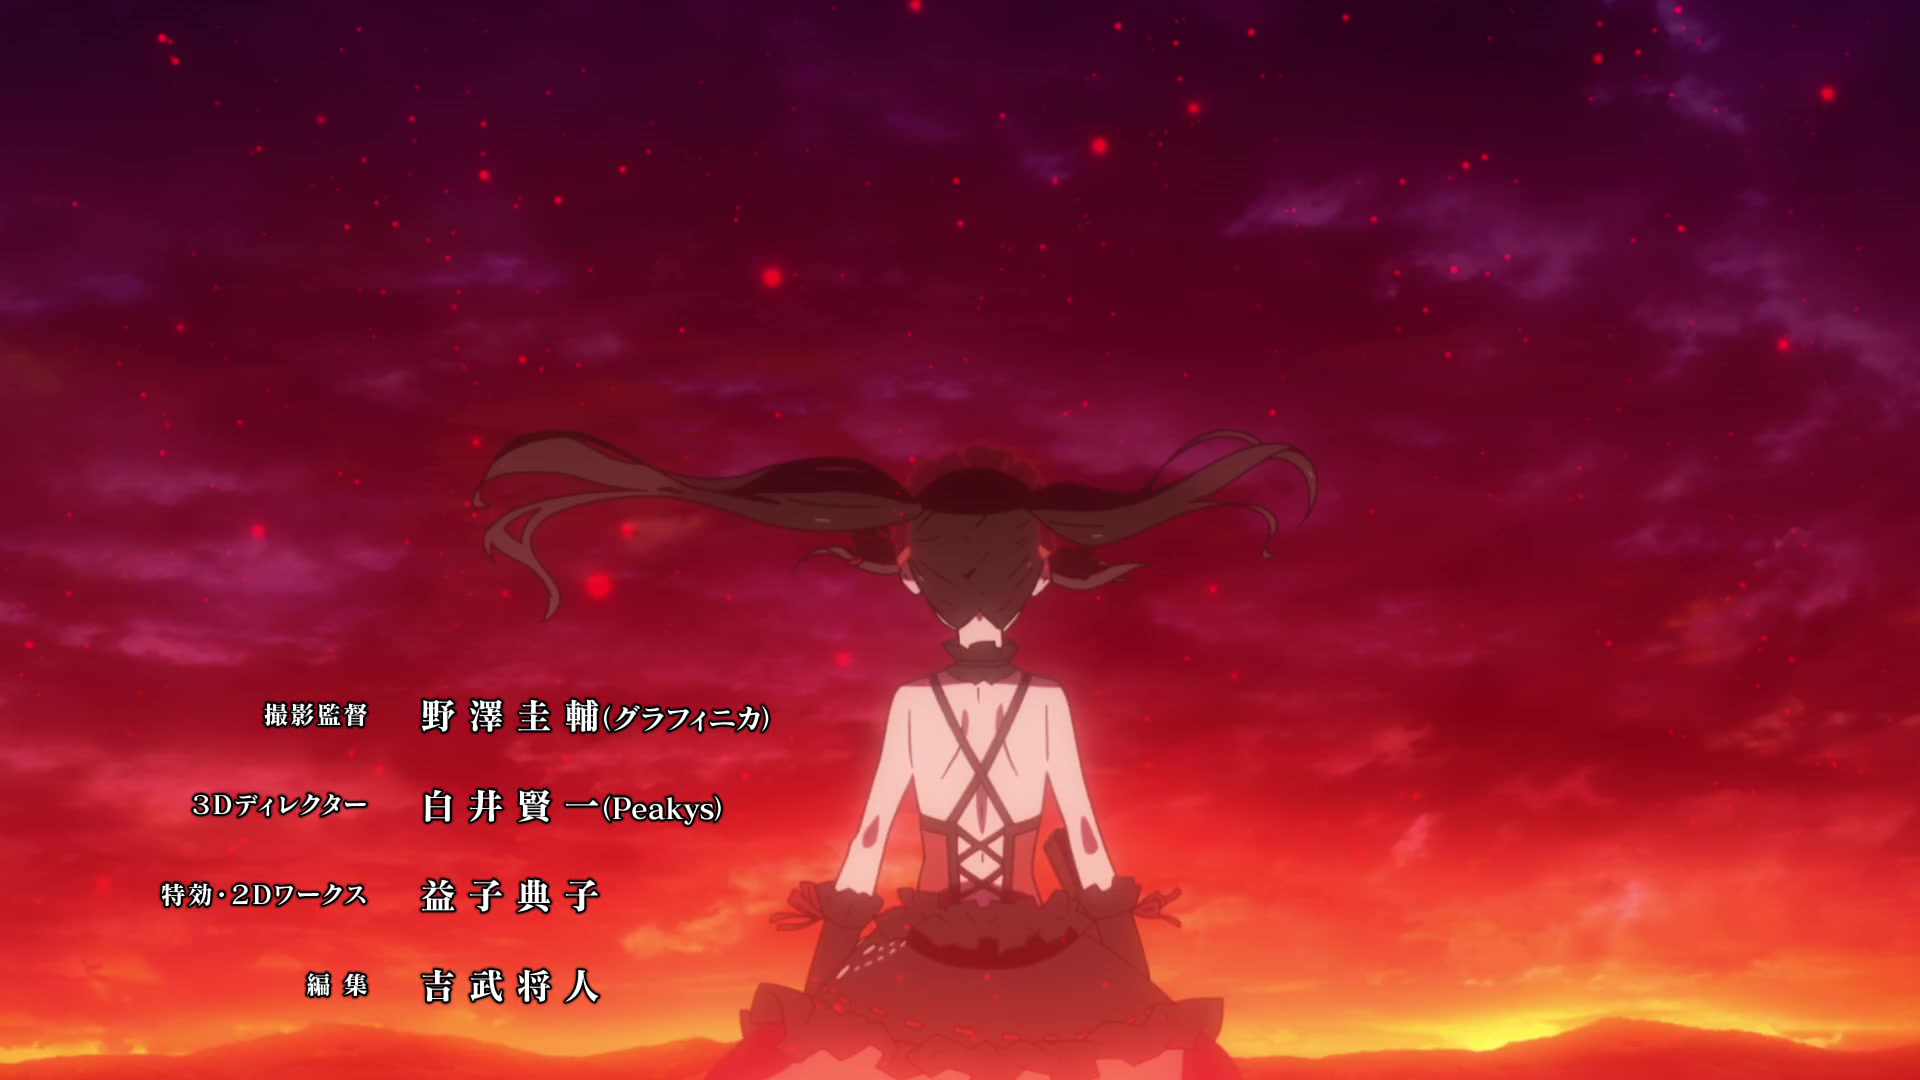 撮影監督 野澤圭輔(グラフィニカ)
3Dディレクター 白井賢一(Peakys)
特効・2Dワークス 益子典子
編集 吉武将人